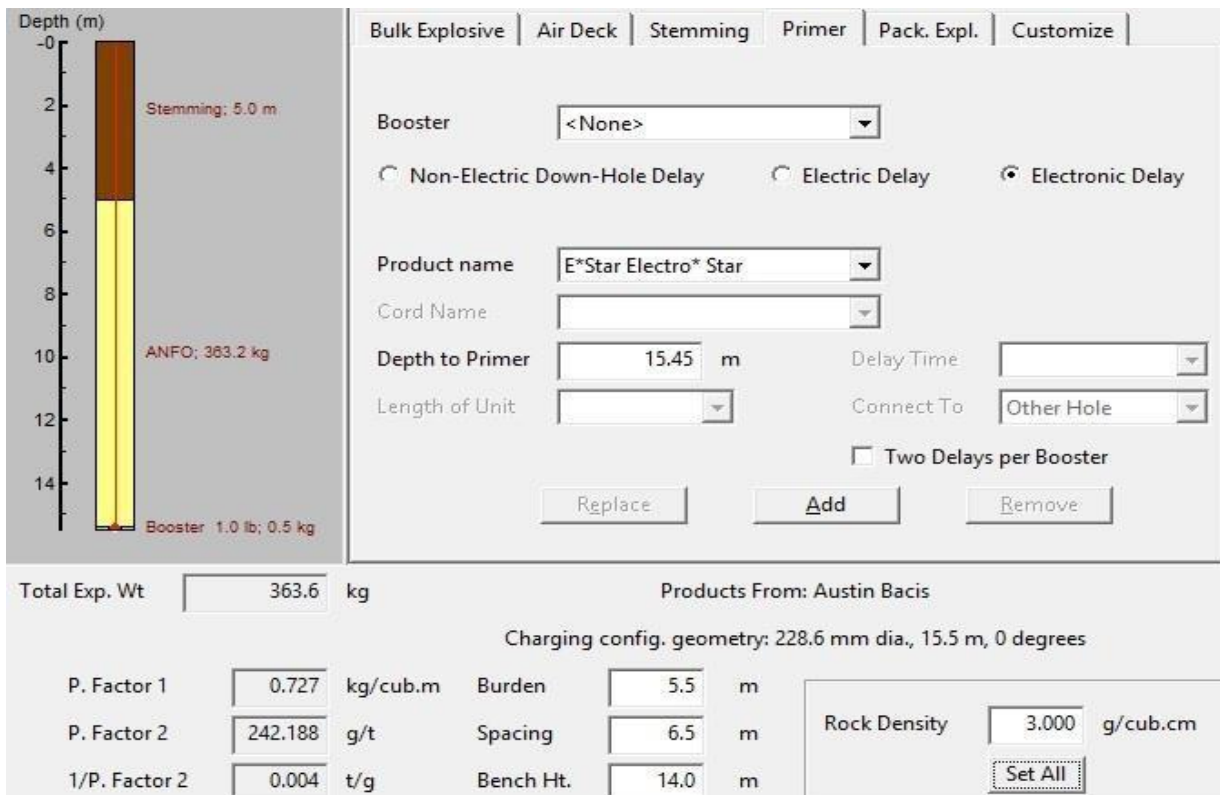 Depth (m)
-0
2
4
6
8
10
12
14
Stemming; 5.0 m
ANFO; 363.2 kg
Booster 1.0 lb; 0.5 kg
Bulk Explosive Air Deck Stemming Primer Pack. Expl. Customize
Booster <None>
Non-Electric Down-Hole Delay Electric Delay Electronic Delay
Product name E*Star Electro* Star
Cord Name
Depth to Primer 15.45 m Delay Time
Length of Unit Connect To Other Hole
Two Delays per Booster
Replace Add Remove
Total Exp. Wt 363.6 kg Products From: Austin Bacis
Charging config. geometry: 228.6 mm dia., 15.5 m, 0 degrees
P. Factor 1 0.727 kg/cub.m Burden 5.5 m
P. Factor 2 242.188 g/t Spacing 6.5 m Rock Density 3.000 g/cub.cm
1/P. Factor 2 0.004 t/g Bench Ht. 14.0 m Set All